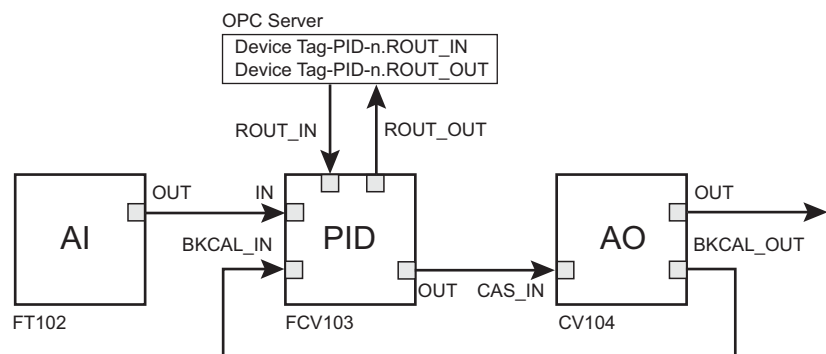 OPC Server
Device Tag-PID-n.ROUT_IN
Device Tag-PID-n.ROUT_OUT
ROUT_IN
ROUT_OUT
OUT
IN
OUT
AI
PID
AO
BKCAL_IN
BKCAL_OUT
OUT
CAS_IN
FT102
FCV103
CV104